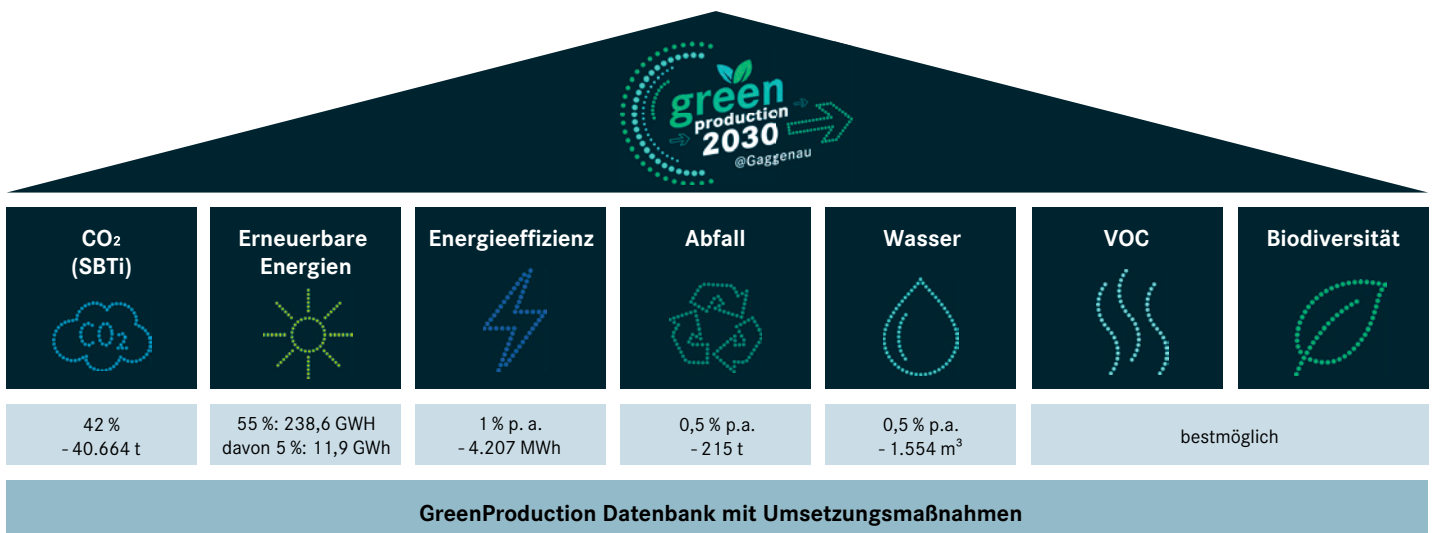 green
production
2030
@Gaggenau
CO₂
(SBTi)
CO₂
42 %
- 40.664 t
Erneuerbare
Energien
55 %: 238,6 GWH
davon 5 %: 11,9 GWh
Energieeffizienz
1 % p. a.
- 4.207 MWh
Abfall
0,5 % p.a.
- 215 t
Wasser
0,5 % p.a.
- 1.554 m³
VOC
Biodiversität
bestmöglich
GreenProduction Datenbank mit Umsetzungsmaßnahmen